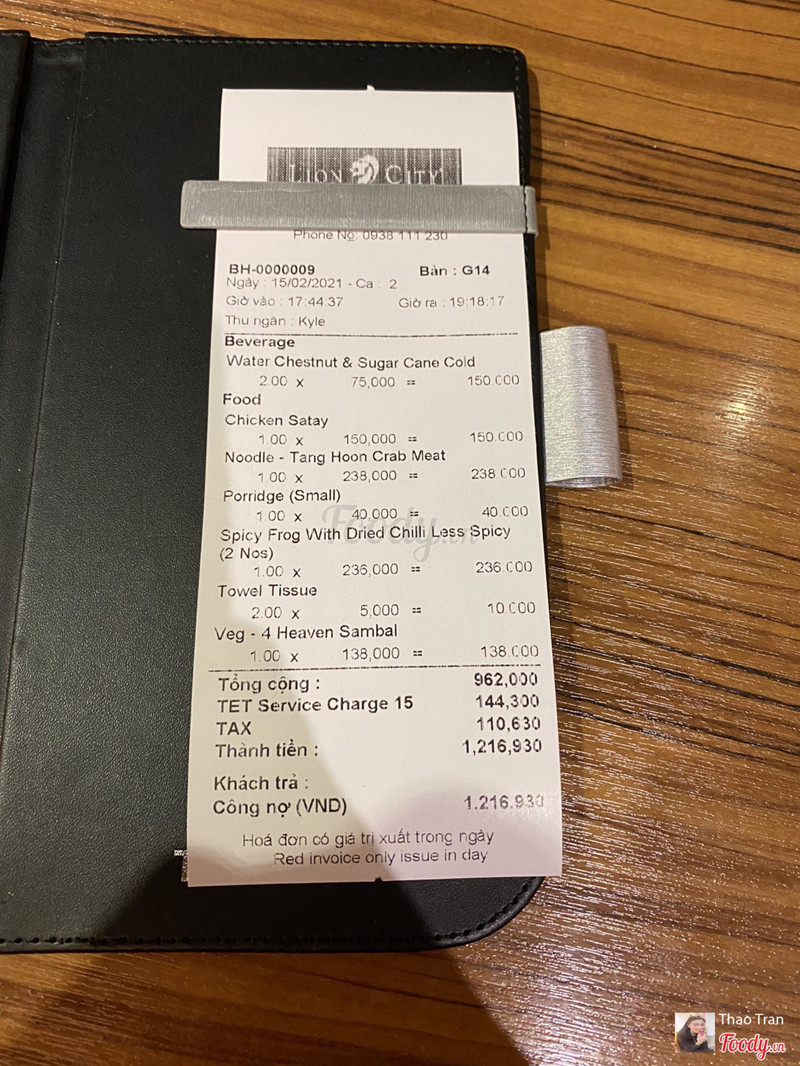 LION CITY
Phone No: 0938 111 230
BH-0000009 Bàn : G14
Ngày : 15/02/2021 - Ca : 2
Giờ vào : 17:44:37 Giờ ra : 19:18:17
Thu ngân : Kyle
Beverage
Water Chestnut & Sugar Cane Cold
2.00 x 75,000 = 150.000
Food
Chicken Satay
1.00 x 150,000 = 150.000
Noodle - Tang Hoon Crab Meat
1.00 x 238,000 = 238.000
Porridge (Small)
1.00 x 40,000 = 40.000
Spicy Frog With Dried Chilli Less Spicy
(2 Nos)
1.00 x 236,000 = 236.000
Towel Tissue
2.00 x 5,000 = 10.000
Veg - 4 Heaven Sambal
1.00 x 138,000 = 138.000
Tổng cộng : 962,000
TET Service Charge 15 144,300
TAX 110,630
Thành tiền : 1,216,930
Khách trả :
Công nợ (VND) 1.216.930
Hoá đơn có giá trị xuất trong ngày
Red invoice only issue in day
Foody.vn
Thao Tran
Foody.vn